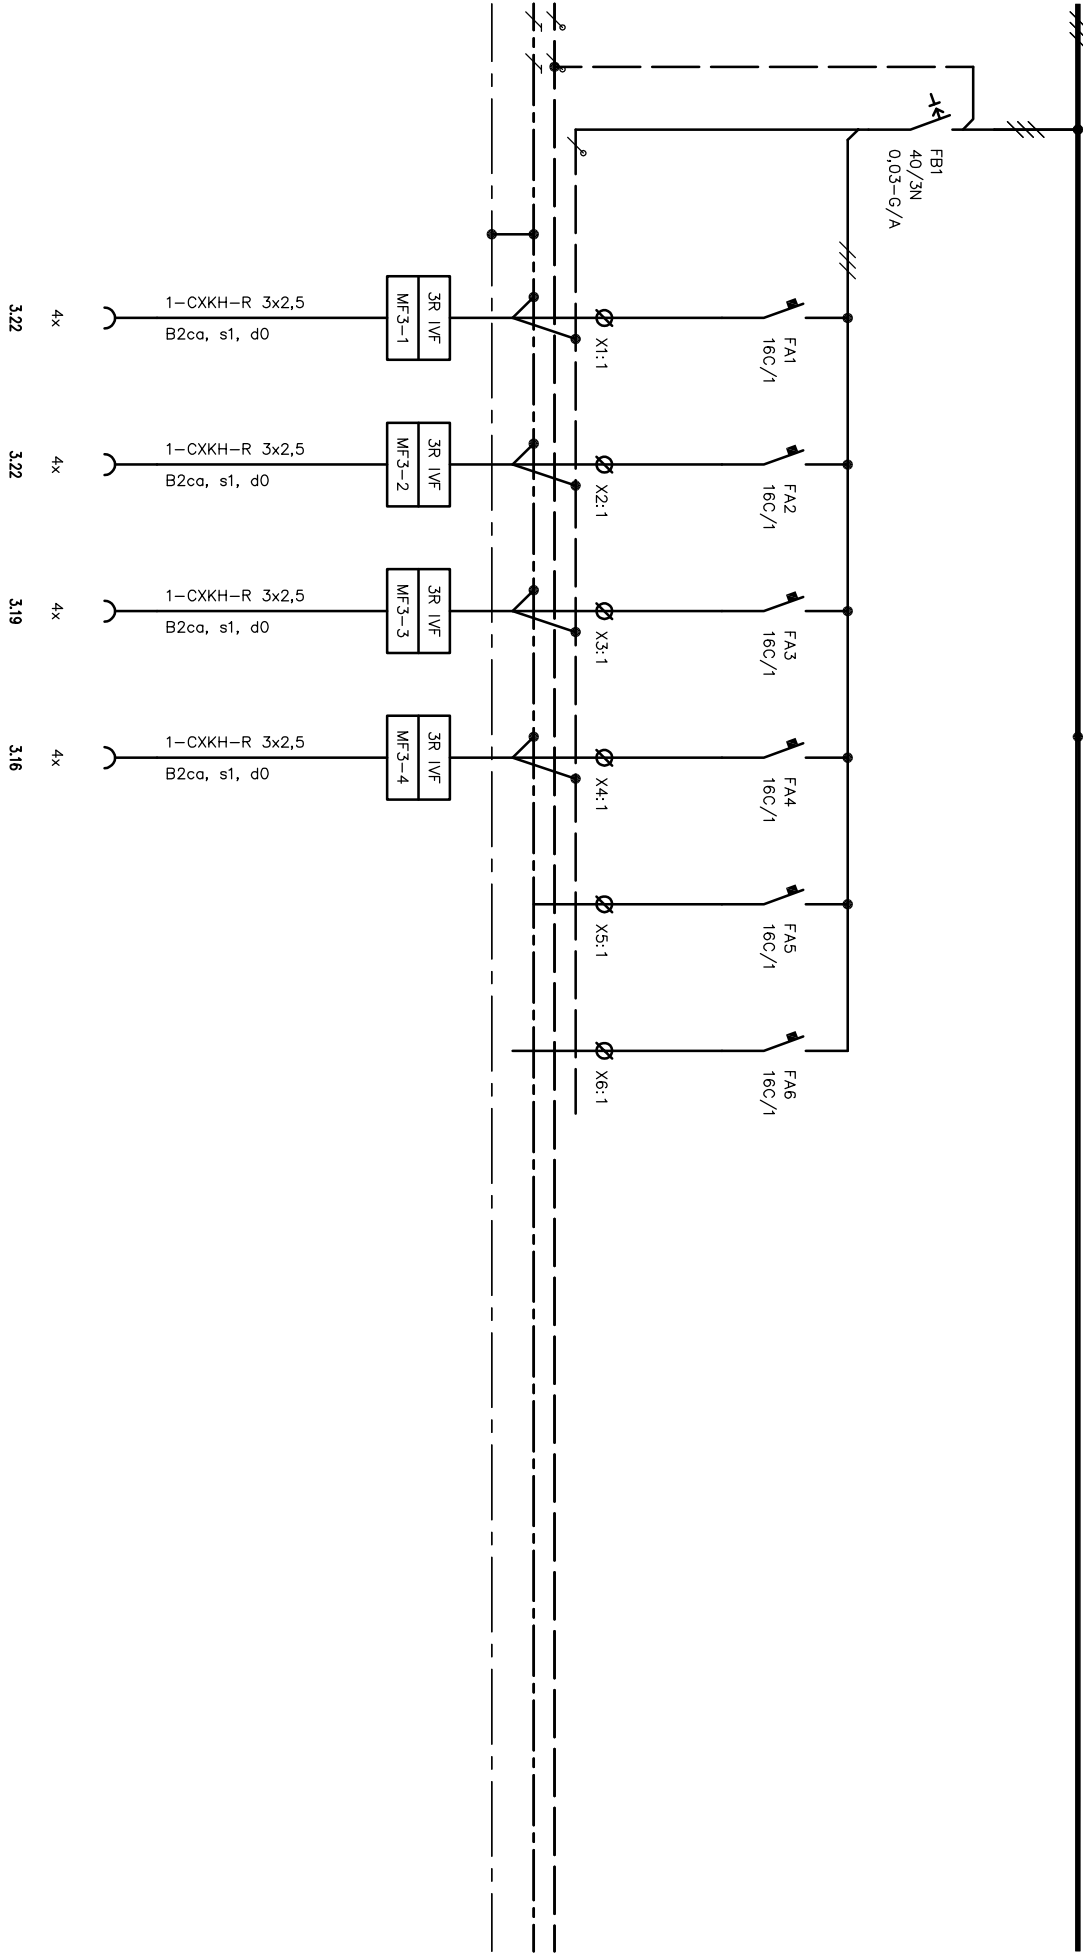 FB1
40/3N
0,03-G/A
FA1
16C/1
FA2
16C/1
FA3
16C/1
FA4
16C/1
FA5
16C/1
FA6
16C/1
X1:1
X2:1
X3:1
X4:1
X5:1
X6:1
3R IVF
MF3-1
3R IVF
MF3-2
3R IVF
MF3-3
3R IVF
MF3-4
1-CXKH-R 3x2,5
B2ca, s1, d0
1-CXKH-R 3x2,5
B2ca, s1, d0
1-CXKH-R 3x2,5
B2ca, s1, d0
1-CXKH-R 3x2,5
B2ca, s1, d0
4x
4x
4x
4x
3.22
3.22
3.19
3.16